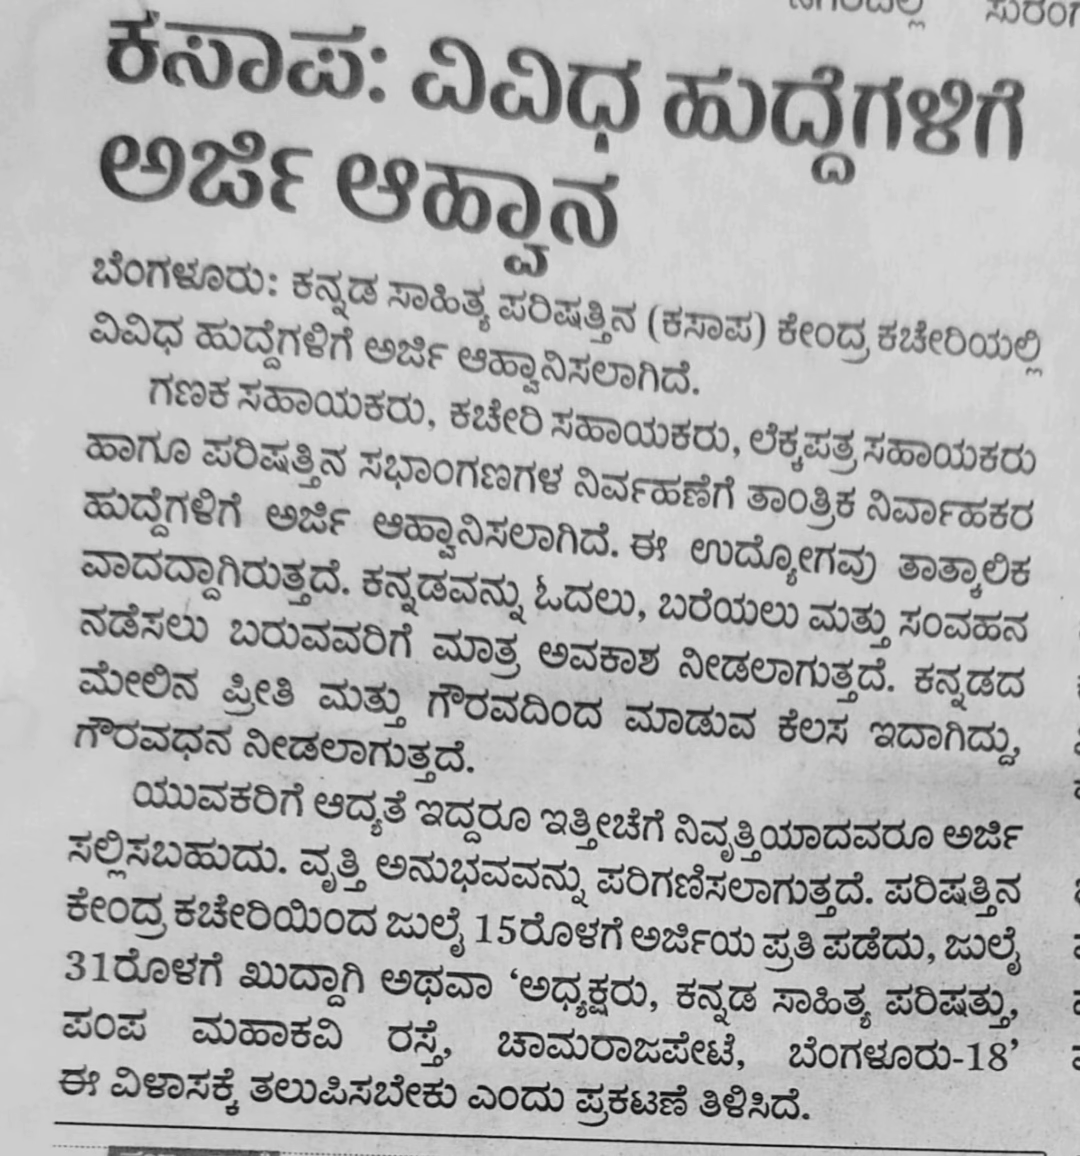 ಕಸಾಪ: ವಿವಿಧ ಹುದ್ದೆಗಳಿಗೆ
ಅರ್ಜಿ ಆಹ್ವಾನ
ಬೆಂಗಳೂರು: ಕನ್ನಡ ಸಾಹಿತ್ಯ ಪರಿಷತ್ತಿನ (ಕಸಾಪ) ಕೇಂದ್ರ ಕಚೇರಿಯಲ್ಲಿ
ವಿವಿಧ ಹುದ್ದೆಗಳಿಗೆ ಅರ್ಜಿ ಆಹ್ವಾನಿಸಲಾಗಿದೆ.
ಗಣಕ ಸಹಾಯಕರು, ಕಚೇರಿ ಸಹಾಯಕರು, ಲೆಕ್ಕಪತ್ರ ಸಹಾಯಕರು
ಹಾಗೂ ಪರಿಷತ್ತಿನ ಸಭಾಂಗಣಗಳ ನಿರ್ವಹಣೆಗೆ ತಾಂತ್ರಿಕ ನಿರ್ವಾಹಕರ
ಹುದ್ದೆಗಳಿಗೆ ಅರ್ಜಿ ಆಹ್ವಾನಿಸಲಾಗಿದೆ. ಈ ಉದ್ಯೋಗವು ತಾತ್ಕಾಲಿಕ
ವಾದದ್ದಾಗಿರುತ್ತದೆ. ಕನ್ನಡವನ್ನು ಓದಲು, ಬರೆಯಲು ಮತ್ತು ಸಂವಹನ
ನಡೆಸಲು ಬರುವವರಿಗೆ ಮಾತ್ರ ಅವಕಾಶ ನೀಡಲಾಗುತ್ತದೆ. ಕನ್ನಡದ
ಮೇಲಿನ ಪ್ರೀತಿ ಮತ್ತು ಗೌರವದಿಂದ ಮಾಡುವ ಕೆಲಸ ಇದಾಗಿದ್ದು,
ಗೌರವಧನ ನೀಡಲಾಗುತ್ತದೆ.
ಯುವಕರಿಗೆ ಆದ್ಯತೆ ಇದ್ದರೂ ಇತ್ತೀಚೆಗೆ ನಿವೃತ್ತಿಯಾದವರೂ ಅರ್ಜಿ
ಸಲ್ಲಿಸಬಹುದು. ವೃತ್ತಿ ಅನುಭವವನ್ನು ಪರಿಗಣಿಸಲಾಗುತ್ತದೆ. ಪರಿಷತ್ತಿನ
ಕೇಂದ್ರ ಕಚೇರಿಯಿಂದ ಜುಲೈ 15ರೊಳಗೆ ಅರ್ಜಿಯ ಪ್ರತಿ ಪಡೆದು, ಜುಲೈ
31ರೊಳಗೆ ಖುದ್ದಾಗಿ ಅಥವಾ ‘ಅಧ್ಯಕ್ಷರು, ಕನ್ನಡ ಸಾಹಿತ್ಯ ಪರಿಷತ್ತು,
ಪಂಪ ಮಹಾಕವಿ ರಸ್ತೆ, ಚಾಮರಾಜಪೇಟೆ, ಬೆಂಗಳೂರು-18’
ಈ ವಿಳಾಸಕ್ಕೆ ತಲುಪಿಸಬೇಕು ಎಂದು ಪ್ರಕಟಣೆ ತಿಳಿಸಿದೆ.